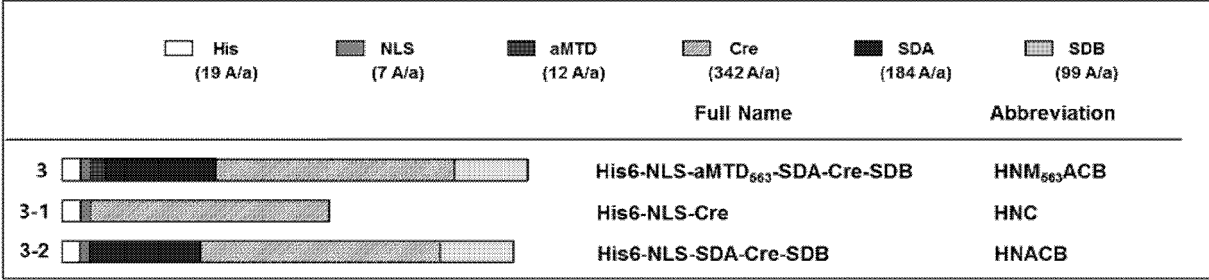 His NLS aMTD Cre SDA SDB
(19 A/a) (7 A/a) (12 A/a) (342 A/a) (184 A/a) (99 A/a)
Full Name Abbreviation
3 His6-NLS-aMTD₅₆₃-SDA-Cre-SDB HNM₅₆₃ACB
3-1 His6-NLS-Cre HNC
3-2 His6-NLS-SDA-Cre-SDB HNACB